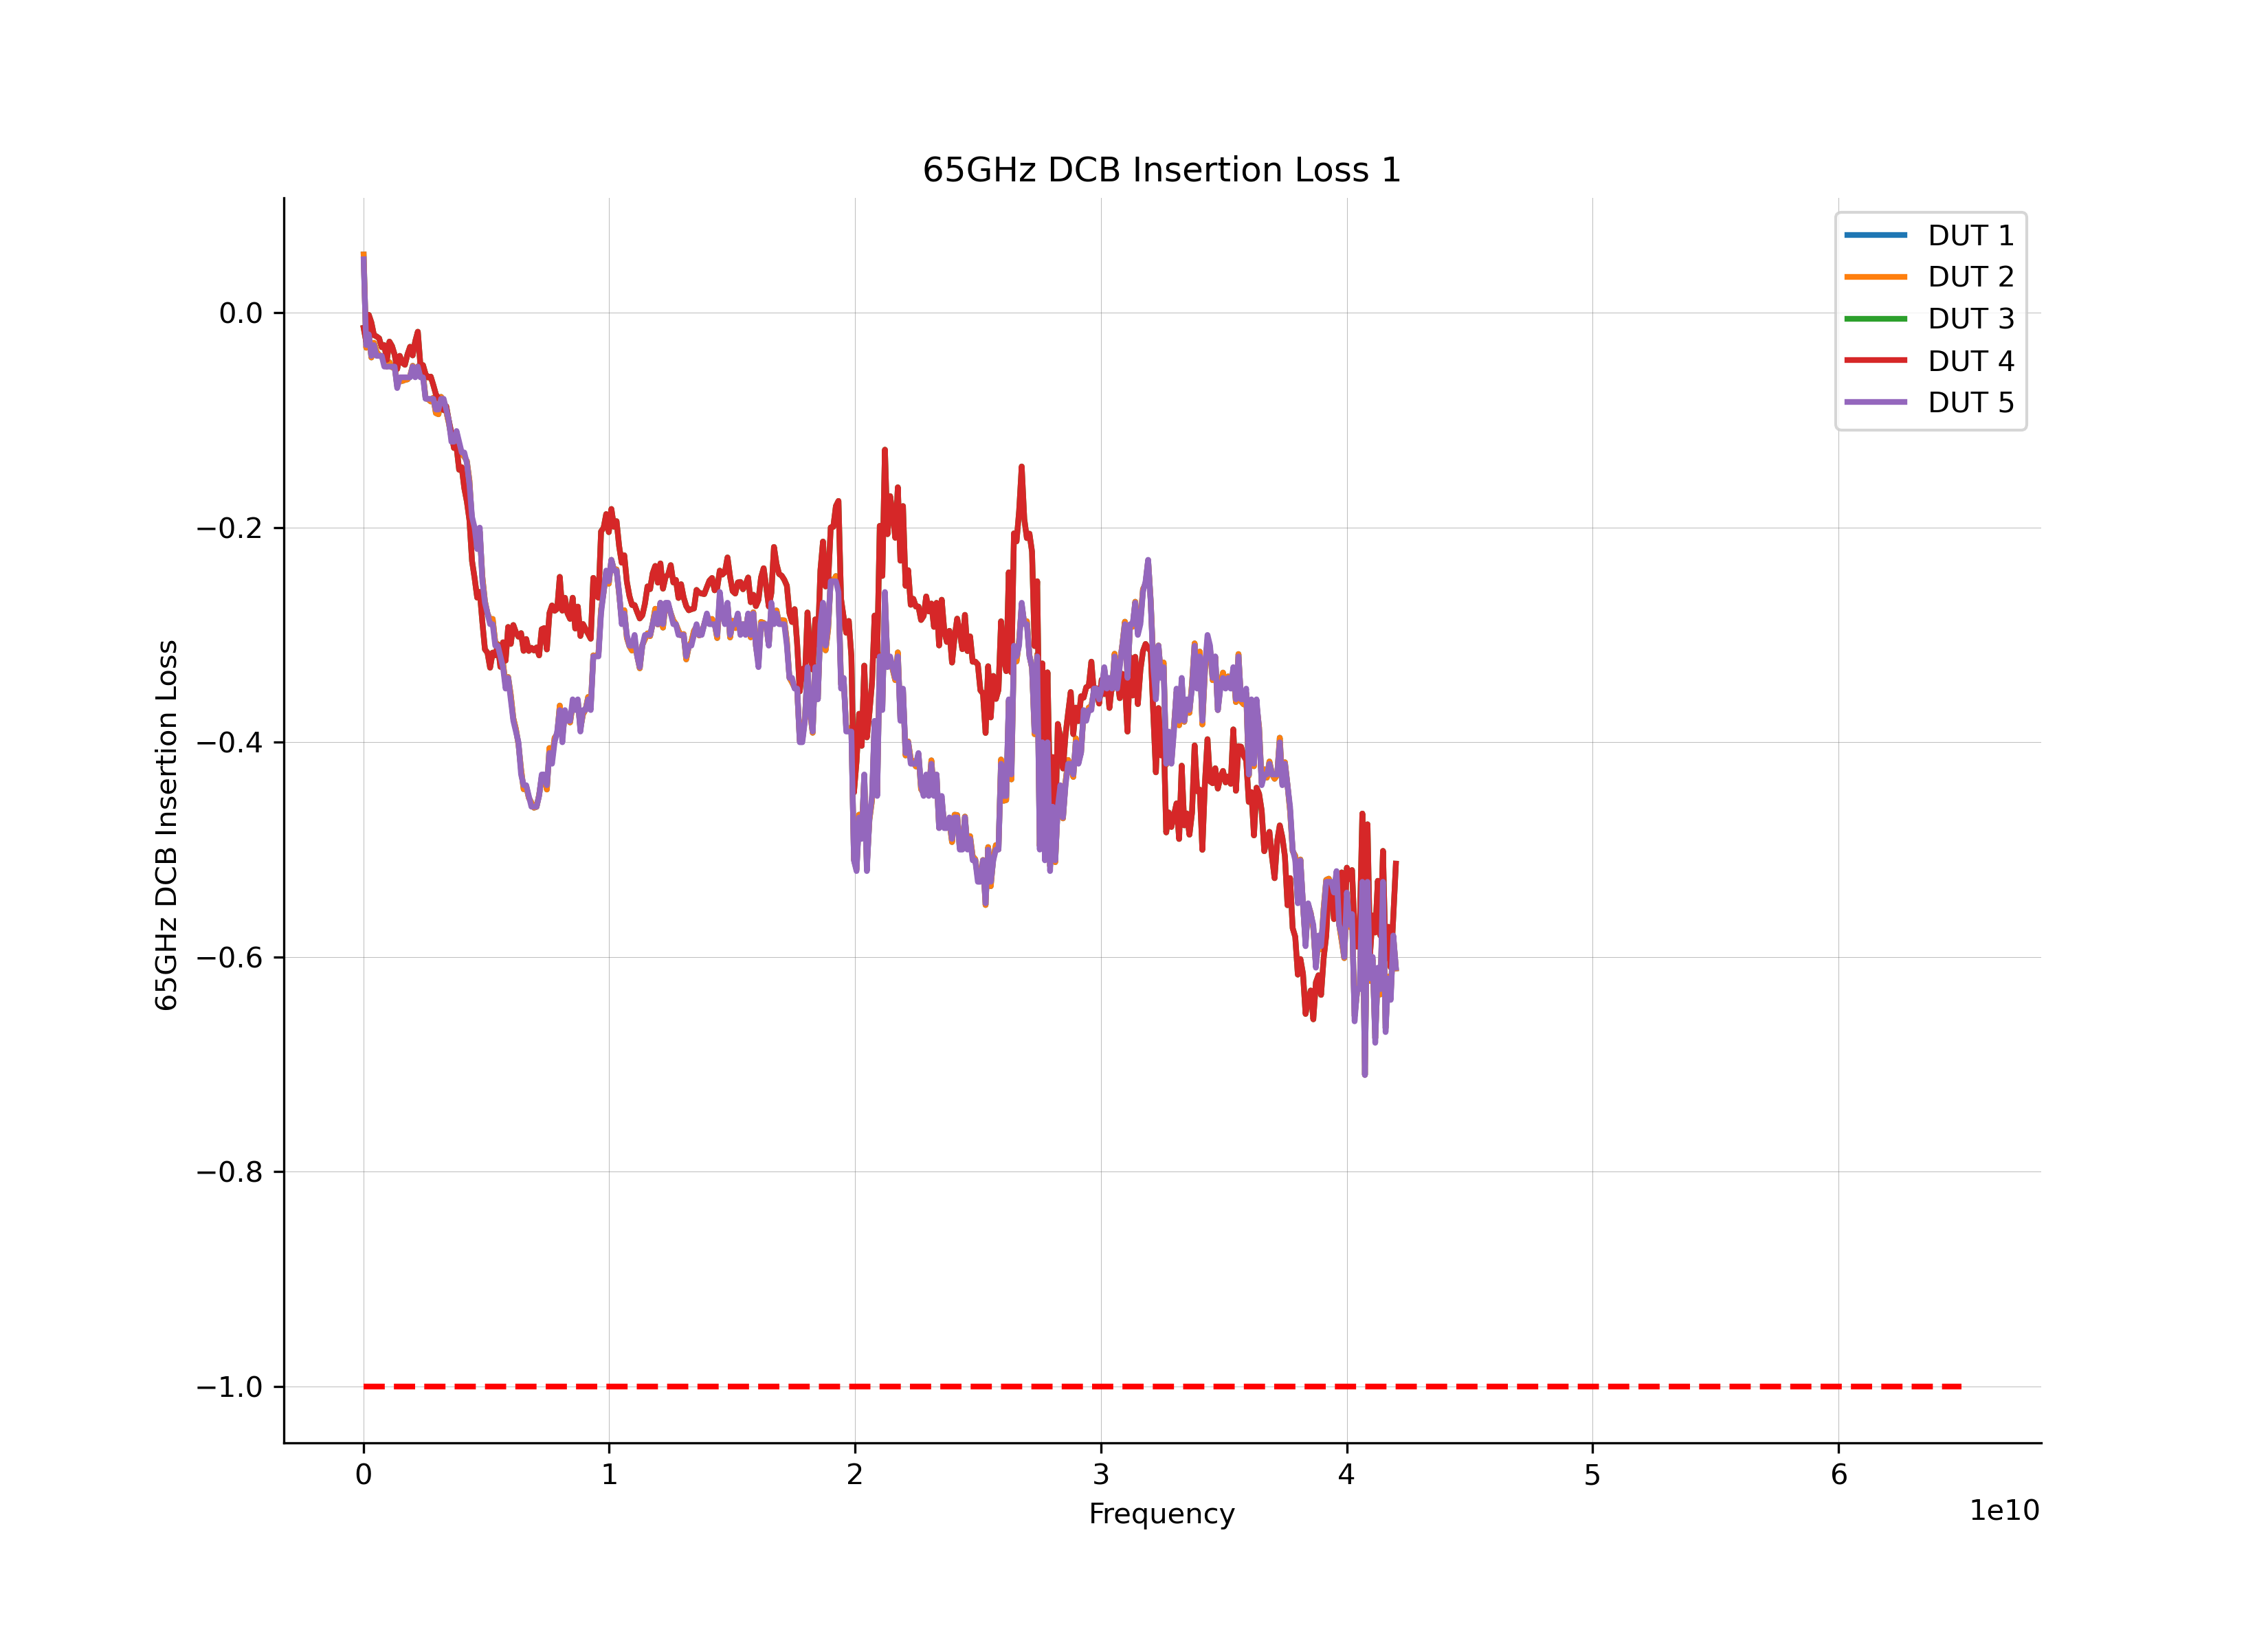 65GHz DCB Insertion Loss 1
DUT 1
DUT 2
DUT 3
DUT 4
DUT 5
65GHz DCB Insertion Loss
0.0
−0.2
−0.4
−0.6
−0.8
−1.0
0 1 2 3 4 5 6
1e10
Frequency